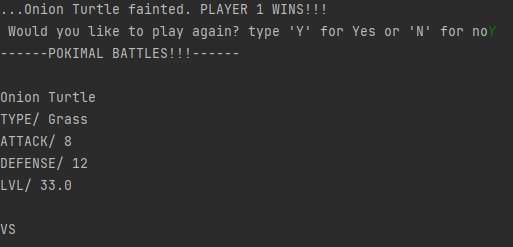 ...Onion Turtle fainted. PLAYER 1 WINS!!!
Would you like to play again? type 'Y' for Yes or 'N' for noY
------POKIMAL BATTLES!!!------
Onion Turtle
TYPE/ Grass
ATTACK/ 8
DEFENSE/ 12
LVL/ 33.0
VS